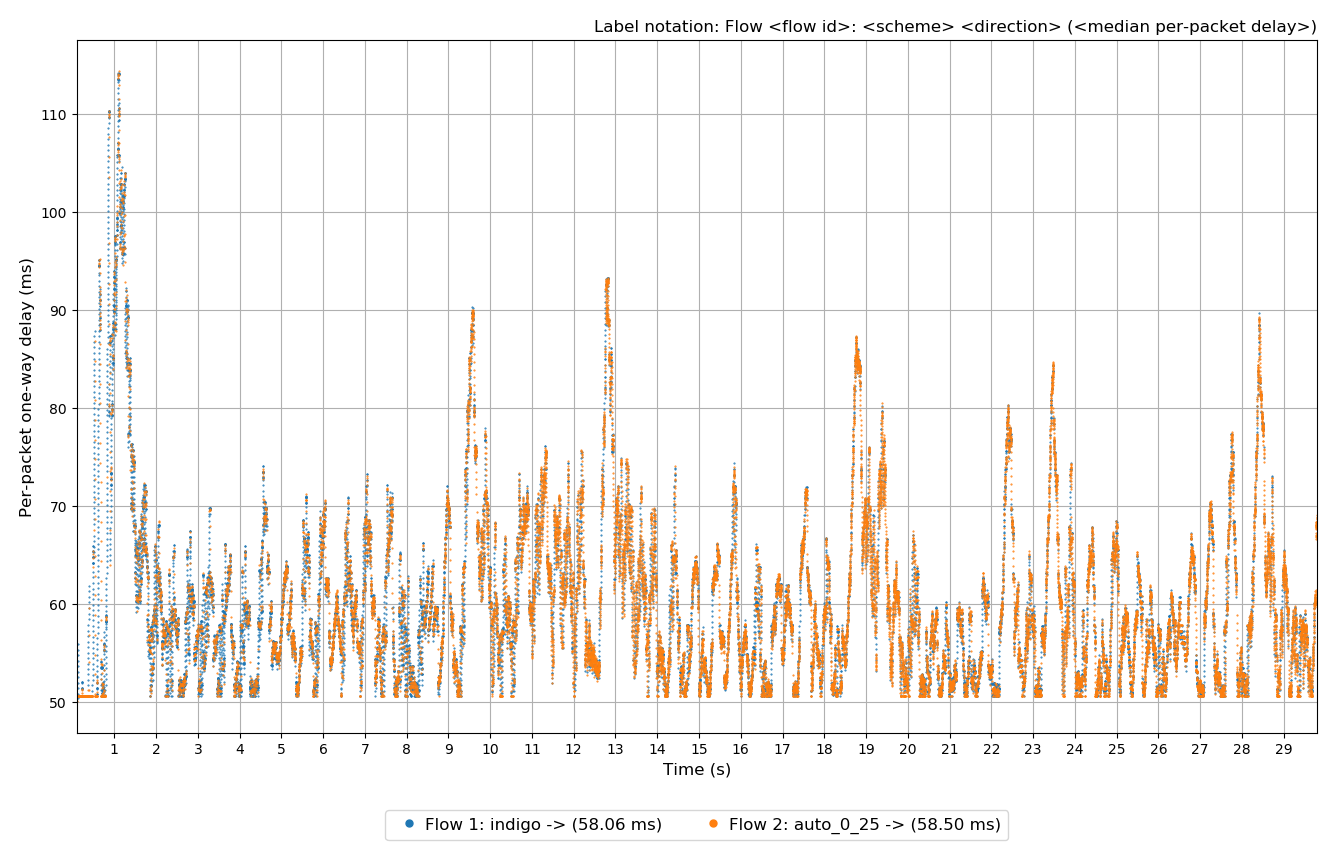 Label notation: Flow <flow id>: <scheme> <direction> (<median per-packet delay>)
Per-packet one-way delay (ms)
110
100
90
80
70
60
50
1 2 3 4 5 6 7 8 9 10 11 12 13 14 15 16 17 18 19 20 21 22 23 24 25 26 27 28 29
Time (s)
Flow 1: indigo -> (58.06 ms) Flow 2: auto_0_25 -> (58.50 ms)